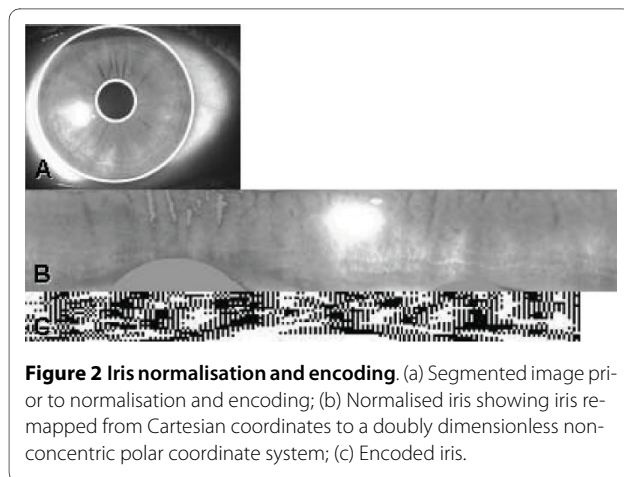 A
B
C
Figure 2 Iris normalisation and encoding. (a) Segmented image pri-
or to normalisation and encoding; (b) Normalised iris showing iris re-
mapped from Cartesian coordinates to a doubly dimensionless non-
concentric polar coordinate system; (c) Encoded iris.